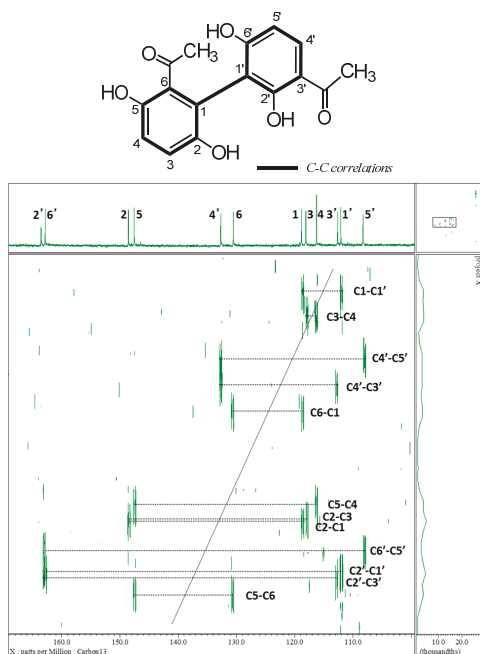 HO 5'
O CH3 6' 4'
6 1' 3' CH3
HO 5 1 2'
OH O
4 2 OH
3
C-C correlations
2' 6' 2 5 4' 6 1 3 4 3' 1' 5'
project X
C1-C1'
C3-C4
C4'-C5'
C4'-C3'
C6-C1
C5-C4
C2-C3
C2-C1
C6'-C5'
C2'-C1'
C2'-C3'
C5-C6
160.0 150.0 140.0 130.0 120.0 110.0 100.0 10.0 20.0
X : parts per Million : Carbon13 (thousandths)